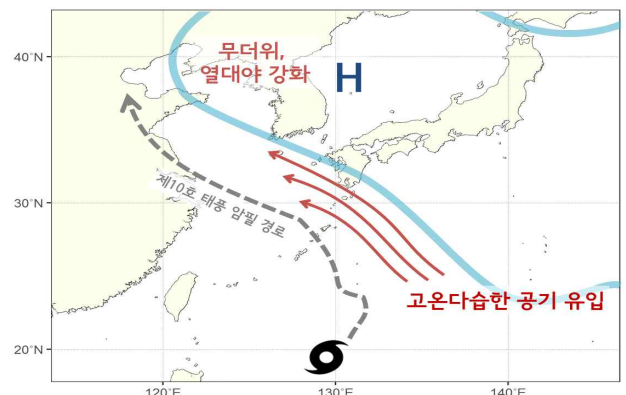 40°N
무더위,
열대야 강화
H
제10호 태풍 암필 경로
30°N
고온다습한 공기 유입
20°N
120°E
130°E
140°E